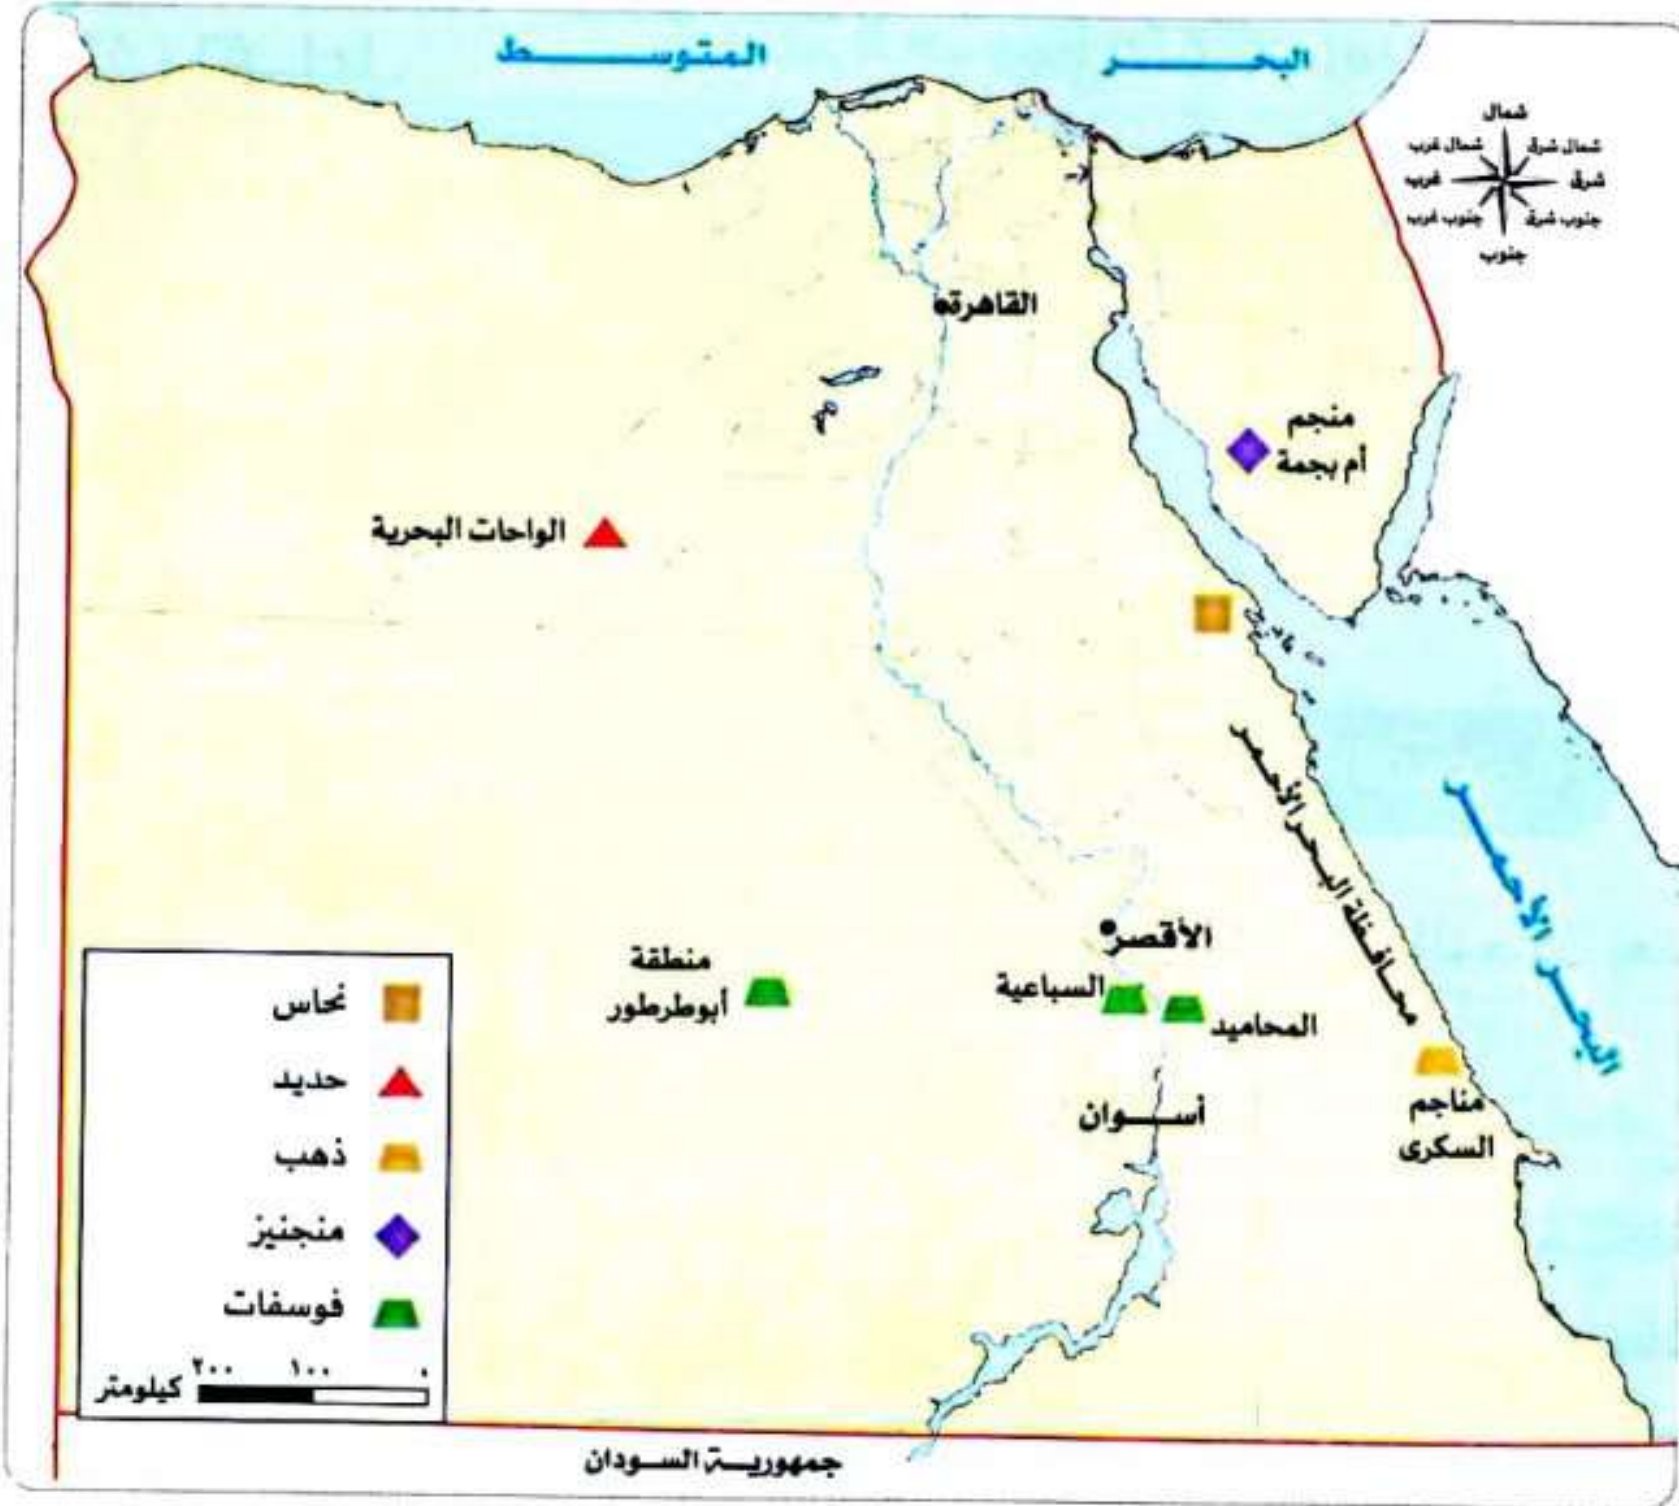 البحر المتوسط
شمال
شمال غرب
شمال شرق
غرب
شرق
جنوب غرب
جنوب شرق
جنوب
القاهرة
منجم
أم بجمة
الواحات البحرية
محافظة البحر الأحمر
البحر الأحمر
الأقصر
منطقة
أبوطرطور
السباعية
المحاميد
مناجم
السكرى
أسوان
نحاس
حديد
ذهب
منجنيز
فوسفات
٠ ١٠٠ ٢٠٠
كيلومتر
جمهورية السودان